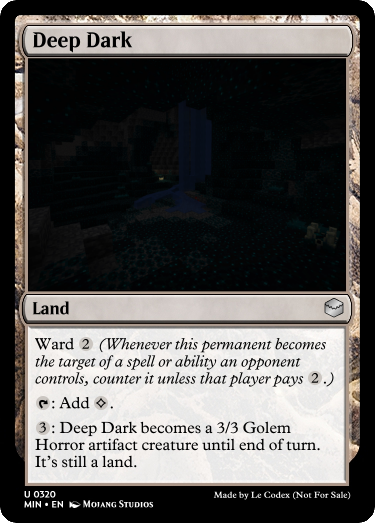 Deep Dark
Land
Ward 2 (Whenever this permanent becomes
the target of a spell or ability an opponent
controls, counter it unless that player pays 2.)
: Add .
3: Deep Dark becomes a 3/3 Golem
Horror artifact creature until end of turn.
It's still a land.
U 0320
MIN • EN Mojang Studios
Made by Le Codex (Not For Sale)